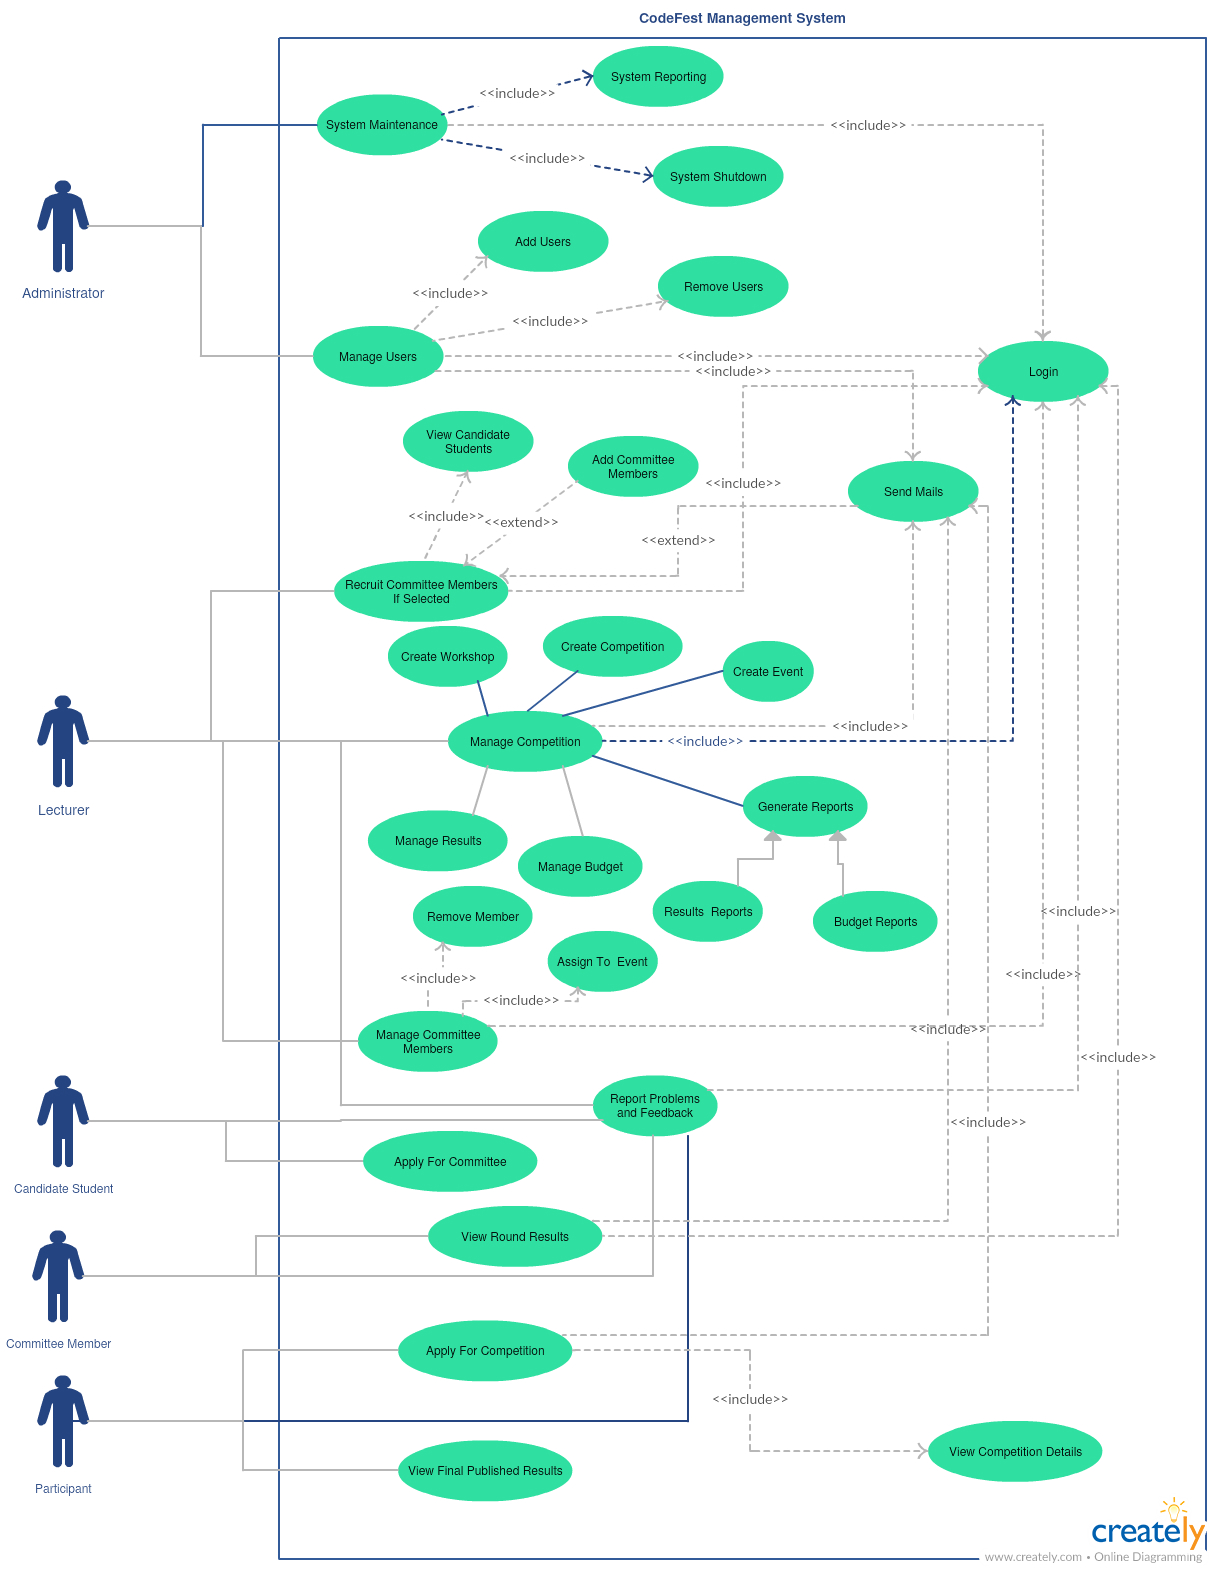 CodeFest Management System
System Reporting
<<include>>
System Maintenance
<<include>>
<<include>>
System Shutdown
Add Users
Administrator
<<include>>
Remove Users
<<include>>
Manage Users
<<include>>
<<include>>
Login
View Candidate
Students
Add Committee
Members
<<include>>
Send Mails
<<include>>
<<extend>>
<<extend>>
Recruit Committee Members
If Selected
Create Workshop
Create Competition
Create Event
<<include>>
Manage Competition
<<include>>
Lecturer
Generate Reports
Manage Results
Manage Budget
Remove Member
Results  Reports
Budget Reports
<<include>>
Assign To  Event
<<include>>
<<include>>
<<include>>
Manage Committee
Members
<<include>>
<<include>>
Report Problems
and Feedback
<<include>>
Apply For Committee
Candidate Student
View Round Results
Committee Member
Apply For Competition
<<include>>
View Competition Details
View Final Published Results
Participant
creately
www.creately.com • Online Diagramming